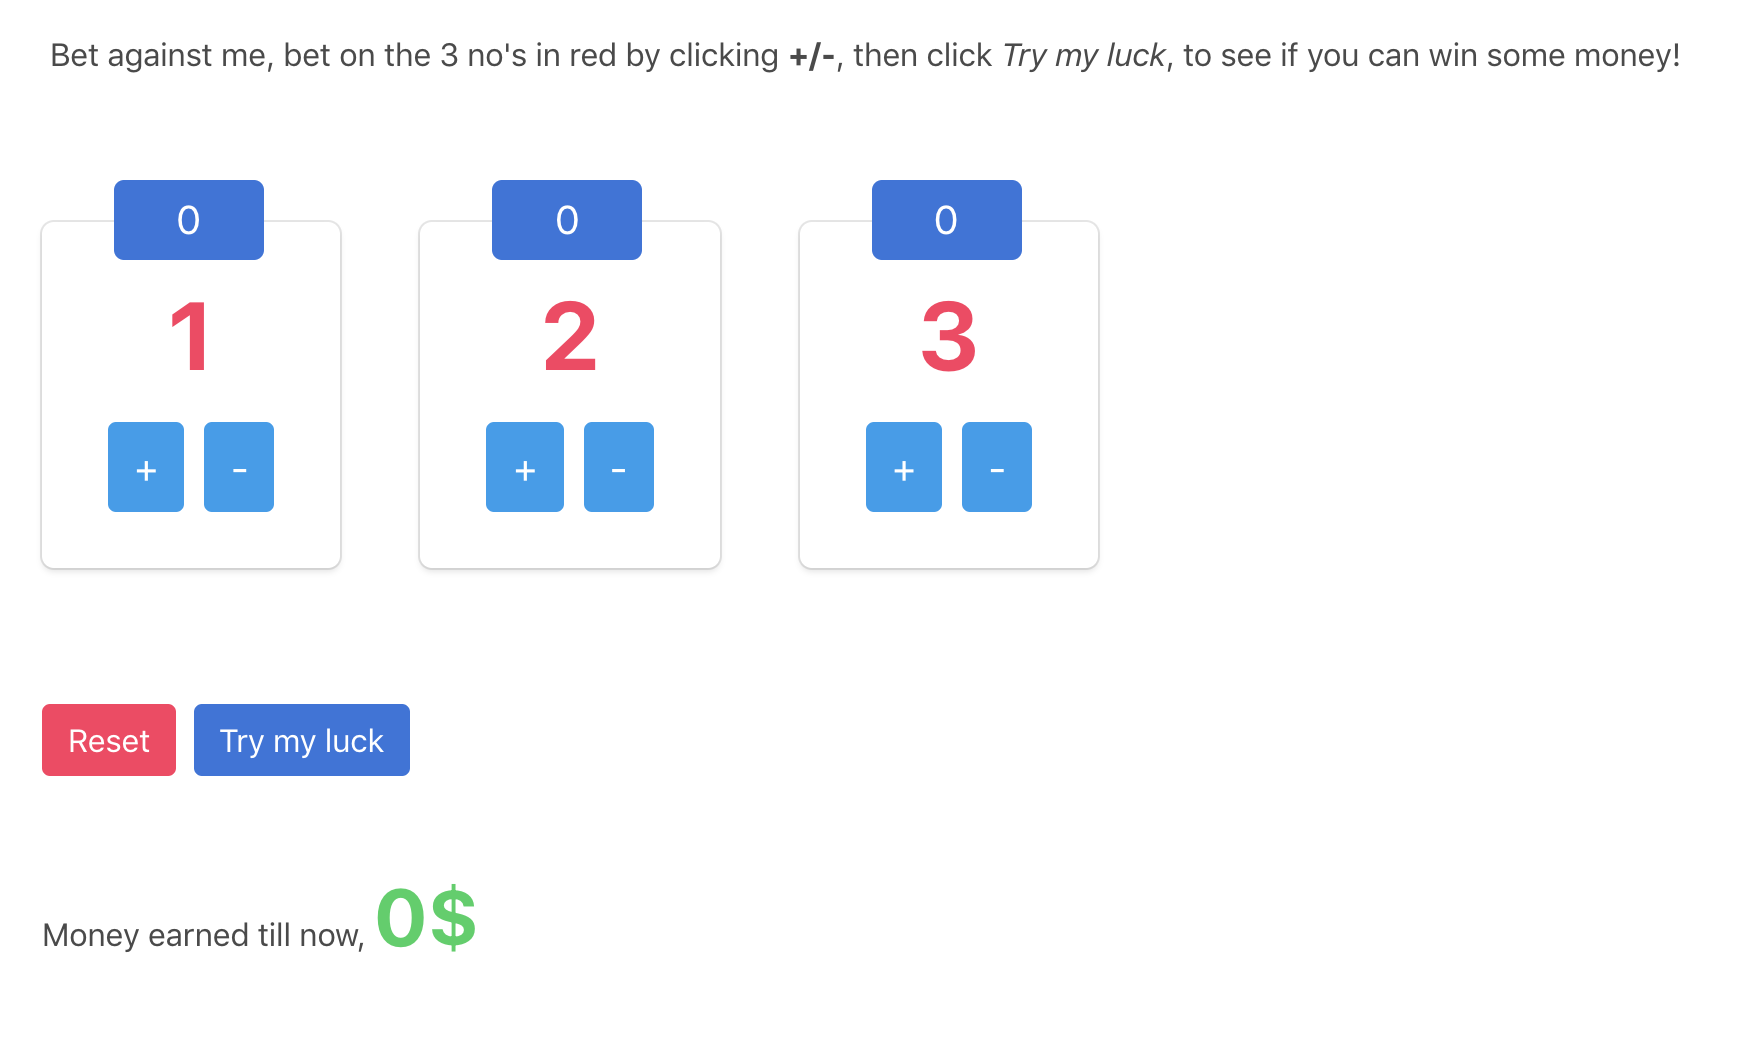 Bet against me, bet on the 3 no's in red by clicking +/-, then click Try my luck, to see if you can win some money!
0 0 0
1 2 3
+ - + - + -
Reset Try my luck
Money earned till now, 0$